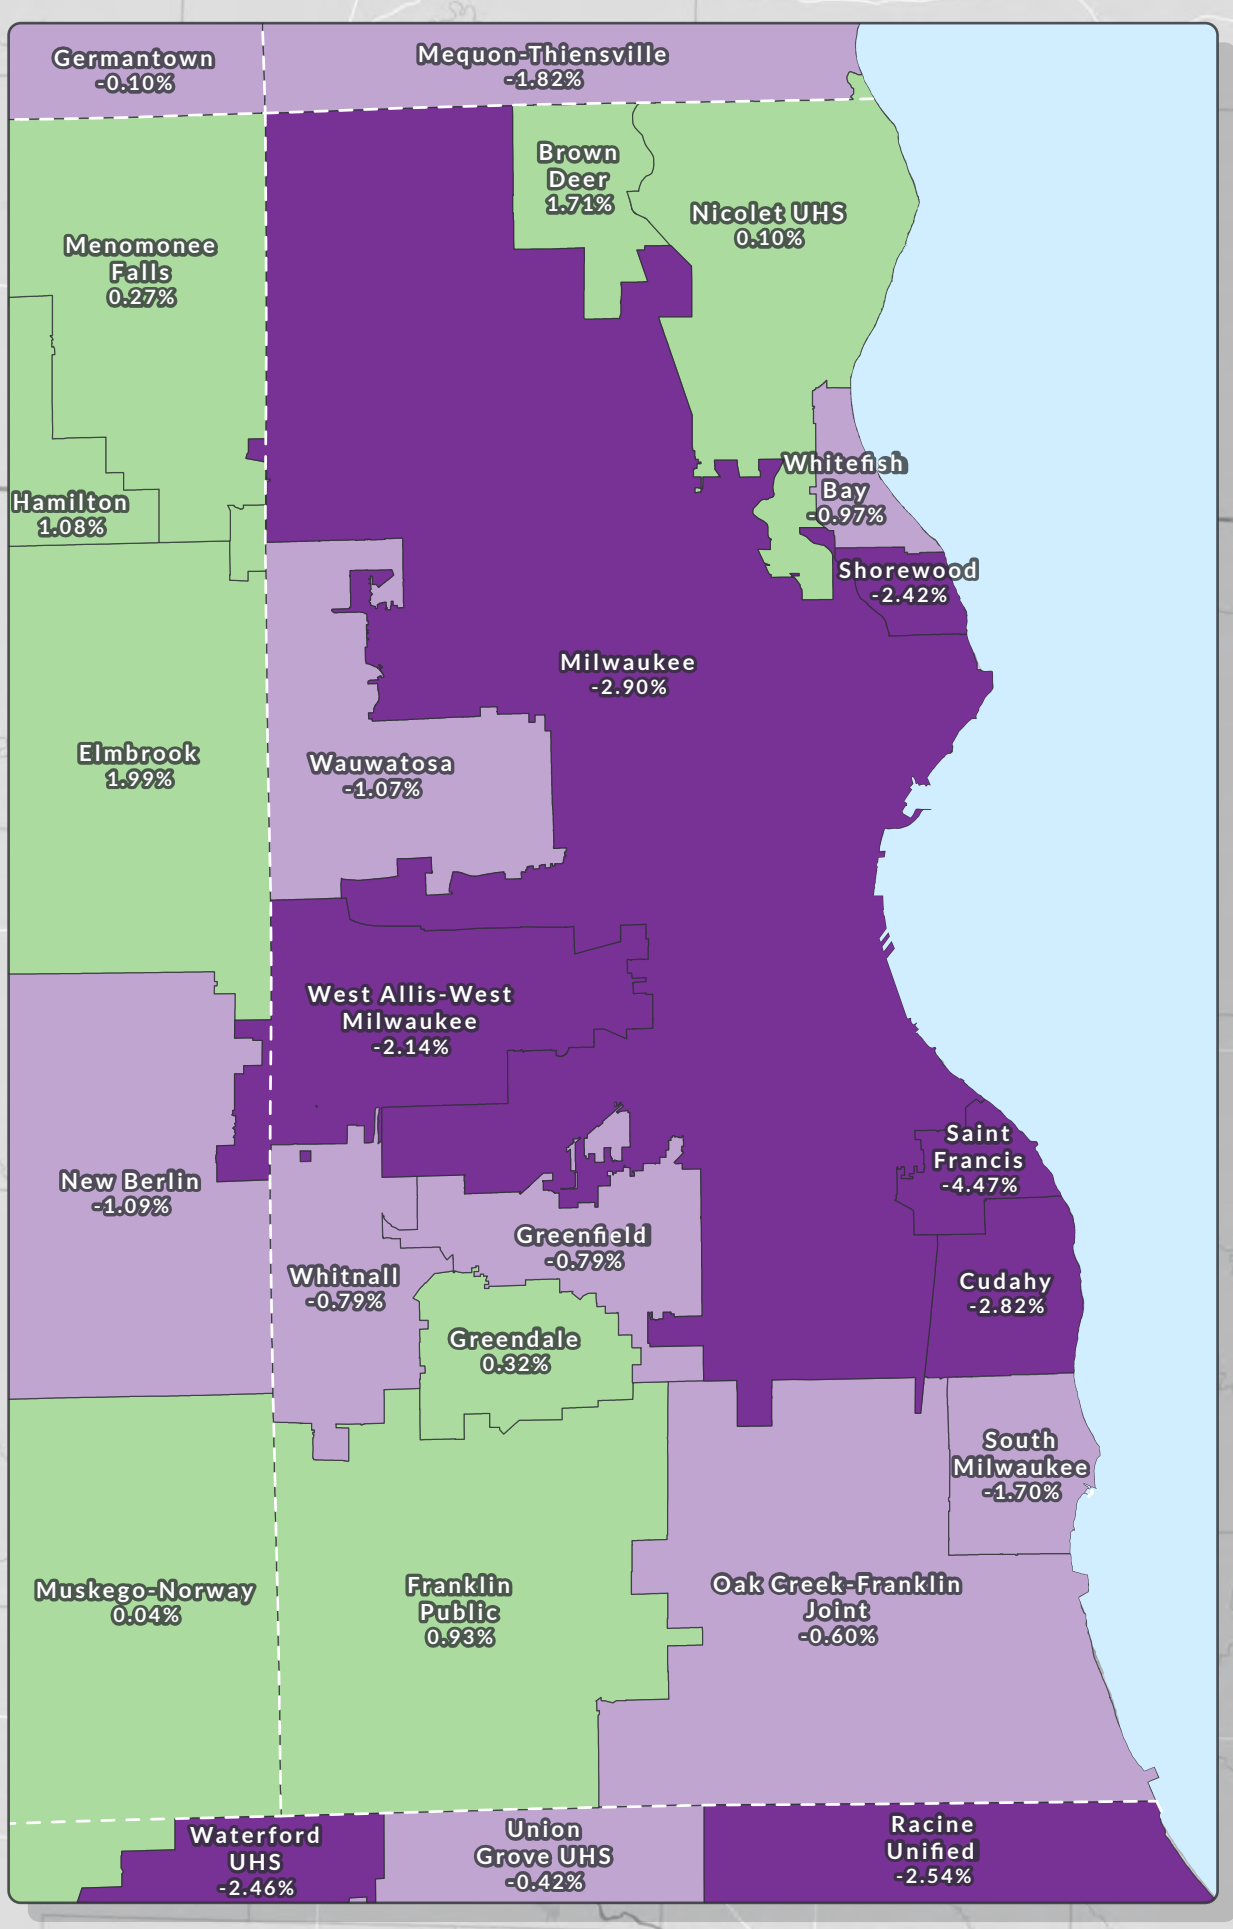 Germantown
-0.10%
Mequon-Thiensville
-1.82%
Brown
Deer
1.71%
Nicolet UHS
0.10%
Menomonee
Falls
0.27%
Whitefish
Bay
-0.97%
Hamilton
1.08%
Shorewood
-2.42%
Milwaukee
-2.90%
Elmbrook
1.99%
Wauwatosa
-1.07%
West Allis-West
Milwaukee
-2.14%
Saint
Francis
-4.47%
New Berlin
-1.09%
Greenfield
-0.79%
Whitnall
-0.79%
Cudahy
-2.82%
Greendale
0.32%
South
Milwaukee
-1.70%
Muskego-Norway
0.04%
Franklin
Public
0.93%
Oak Creek-Franklin
Joint
-0.60%
Waterford
UHS
-2.46%
Union
Grove UHS
-0.42%
Racine
Unified
-2.54%